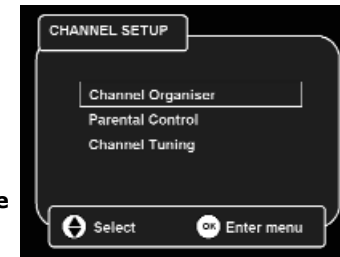 CHANNEL SETUP
Channel Organiser
Parental Control
Channel Tuning
e
Select OK Enter menu